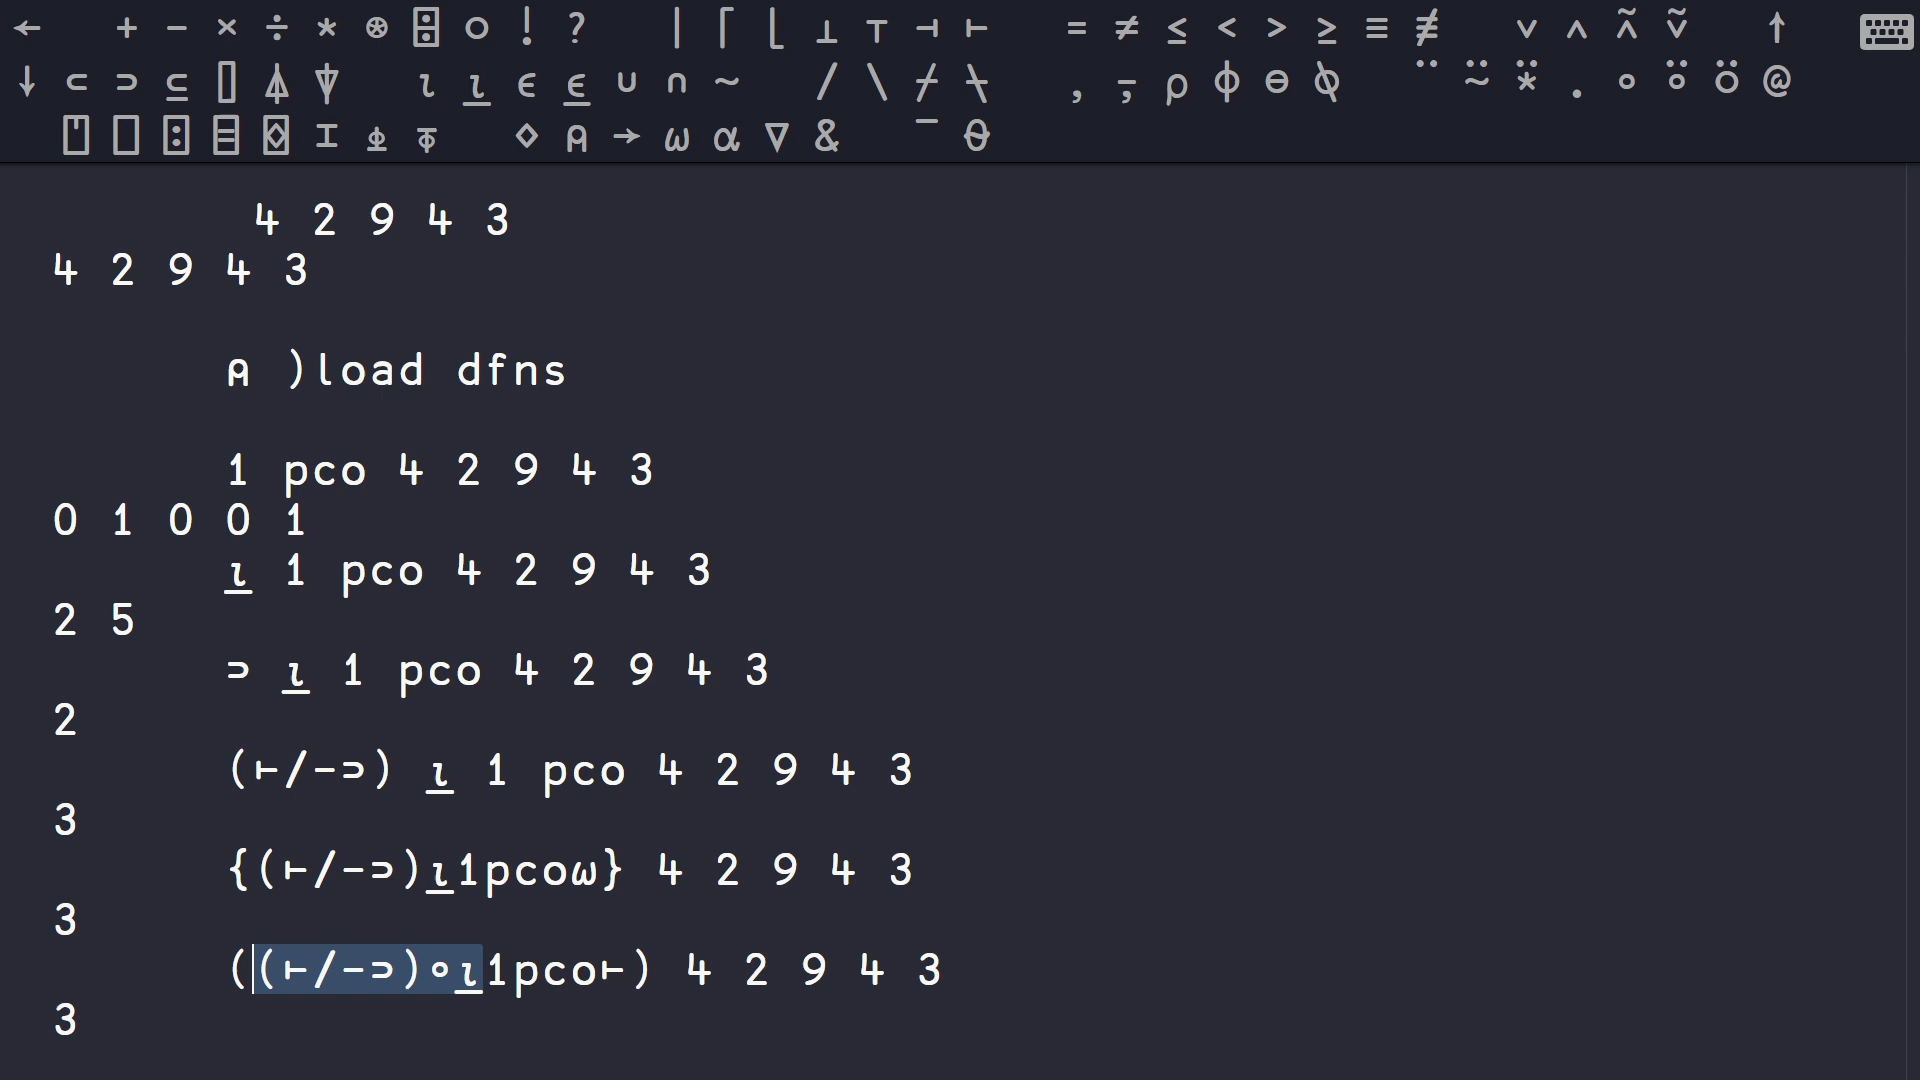 ← + − × ÷ * ⍟ ⌹ ○ ! ? | ⌈ ⌊ ⊥ ⊤ ⊣ ⊢ = ≠ ≤ < > ≥ ≡ ≢ ∨ ∧ ⍲ ⍱ ↑
↓ ⊂ ⊃ ⊆ ⌷ ⍋ ⍒ ⍳ ⍸ ∊ ⍷ ∪ ∩ ~ / \ ⌿ ⍀ , ⍪ ⍴ ⌽ ⊖ ⍉ ¨ ⍨ ⍣ . ∘ ⍤ ⍥ @
⍞ ⎕ ⍠ ⌸ ⌺ ⌶ ⍎ ⍕ ⋄ ⍝ → ⍵ ⍺ ∇ & ¯ ⍬
4 2 9 4 3
4 2 9 4 3
⍝ )load dfns
1 pco 4 2 9 4 3
0 1 0 0 1
⍸ 1 pco 4 2 9 4 3
2 5
⊃ ⍸ 1 pco 4 2 9 4 3
2
(⊢/-⊃) ⍸ 1 pco 4 2 9 4 3
3
{(⊢/-⊃)⍸1pco⍵} 4 2 9 4 3
3
((⊢/-⊃)∘⍸1pco⊢) 4 2 9 4 3
3